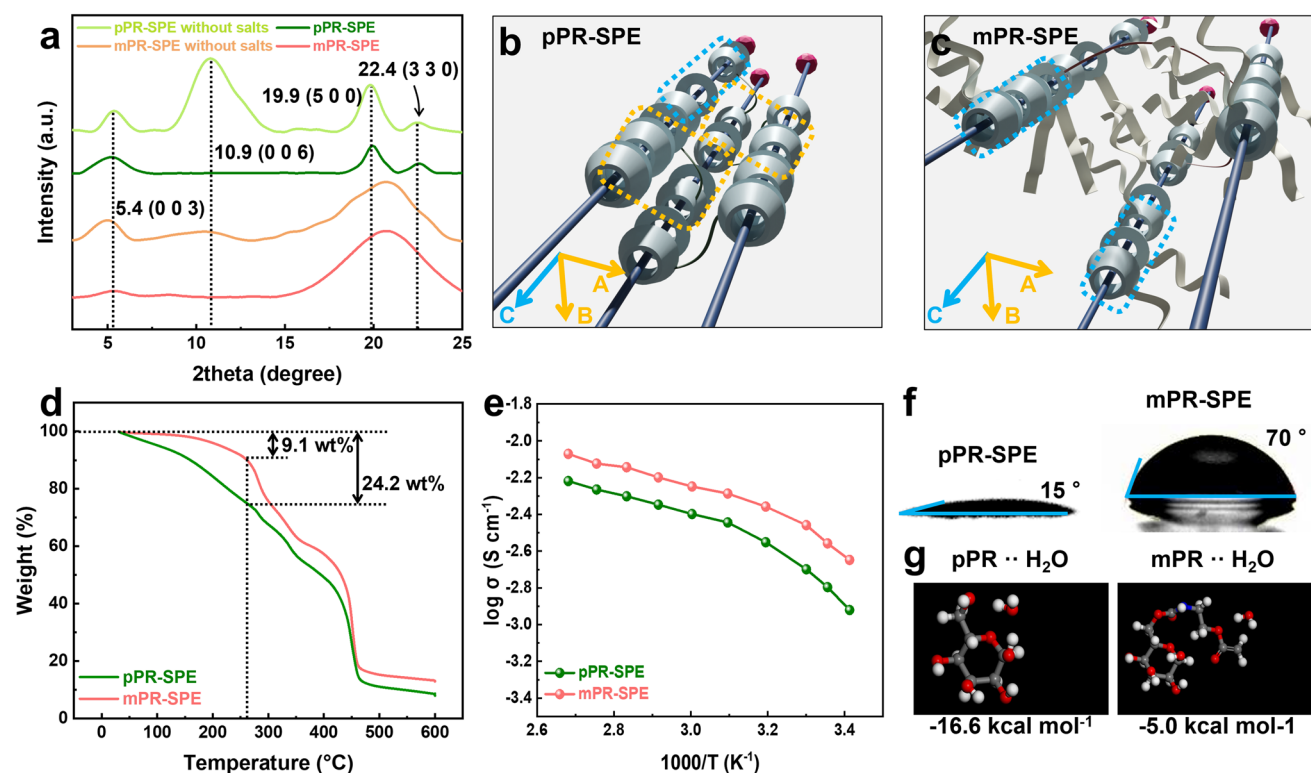 a
pPR-SPE without salts
pPR-SPE
mPR-SPE without salts
mPR-SPE
22.4 (3 3 0)
19.9 (5 0 0)
10.9 (0 0 6)
5.4 (0 0 3)
Intensity (a.u.)
5 10 15 20 25
2theta (degree)
b
pPR-SPE
A
B
C
c
mPR-SPE
A
B
C
d
9.1 wt%
24.2 wt%
100
80
60
40
20
0
Weight (%)
pPR-SPE
mPR-SPE
0 100 200 300 400 500 600
Temperature (°C)
e
-1.8
-2.0
-2.2
-2.4
-2.6
-2.8
-3.0
-3.2
-3.4
log σ (S cm⁻¹)
pPR-SPE
mPR-SPE
2.6 2.8 3.0 3.2 3.4
1000/T (K⁻¹)
f
pPR-SPE
15 °
mPR-SPE
70 °
g
pPR ·· H₂O
mPR ·· H₂O
-16.6 kcal mol⁻¹
-5.0 kcal mol-1